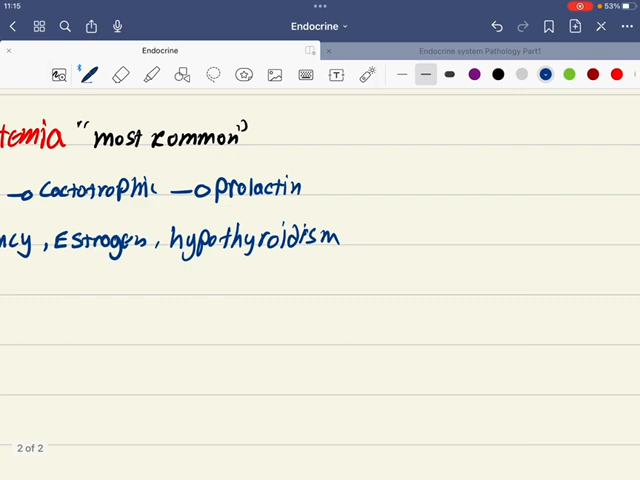 11:15
53%
Endocrine
Endocrine
Endocrine system Pathology Part1
temia "most common"
Lactotrophic Prolactin
ncy, Estrogen, hypothyroidism
2 of 2